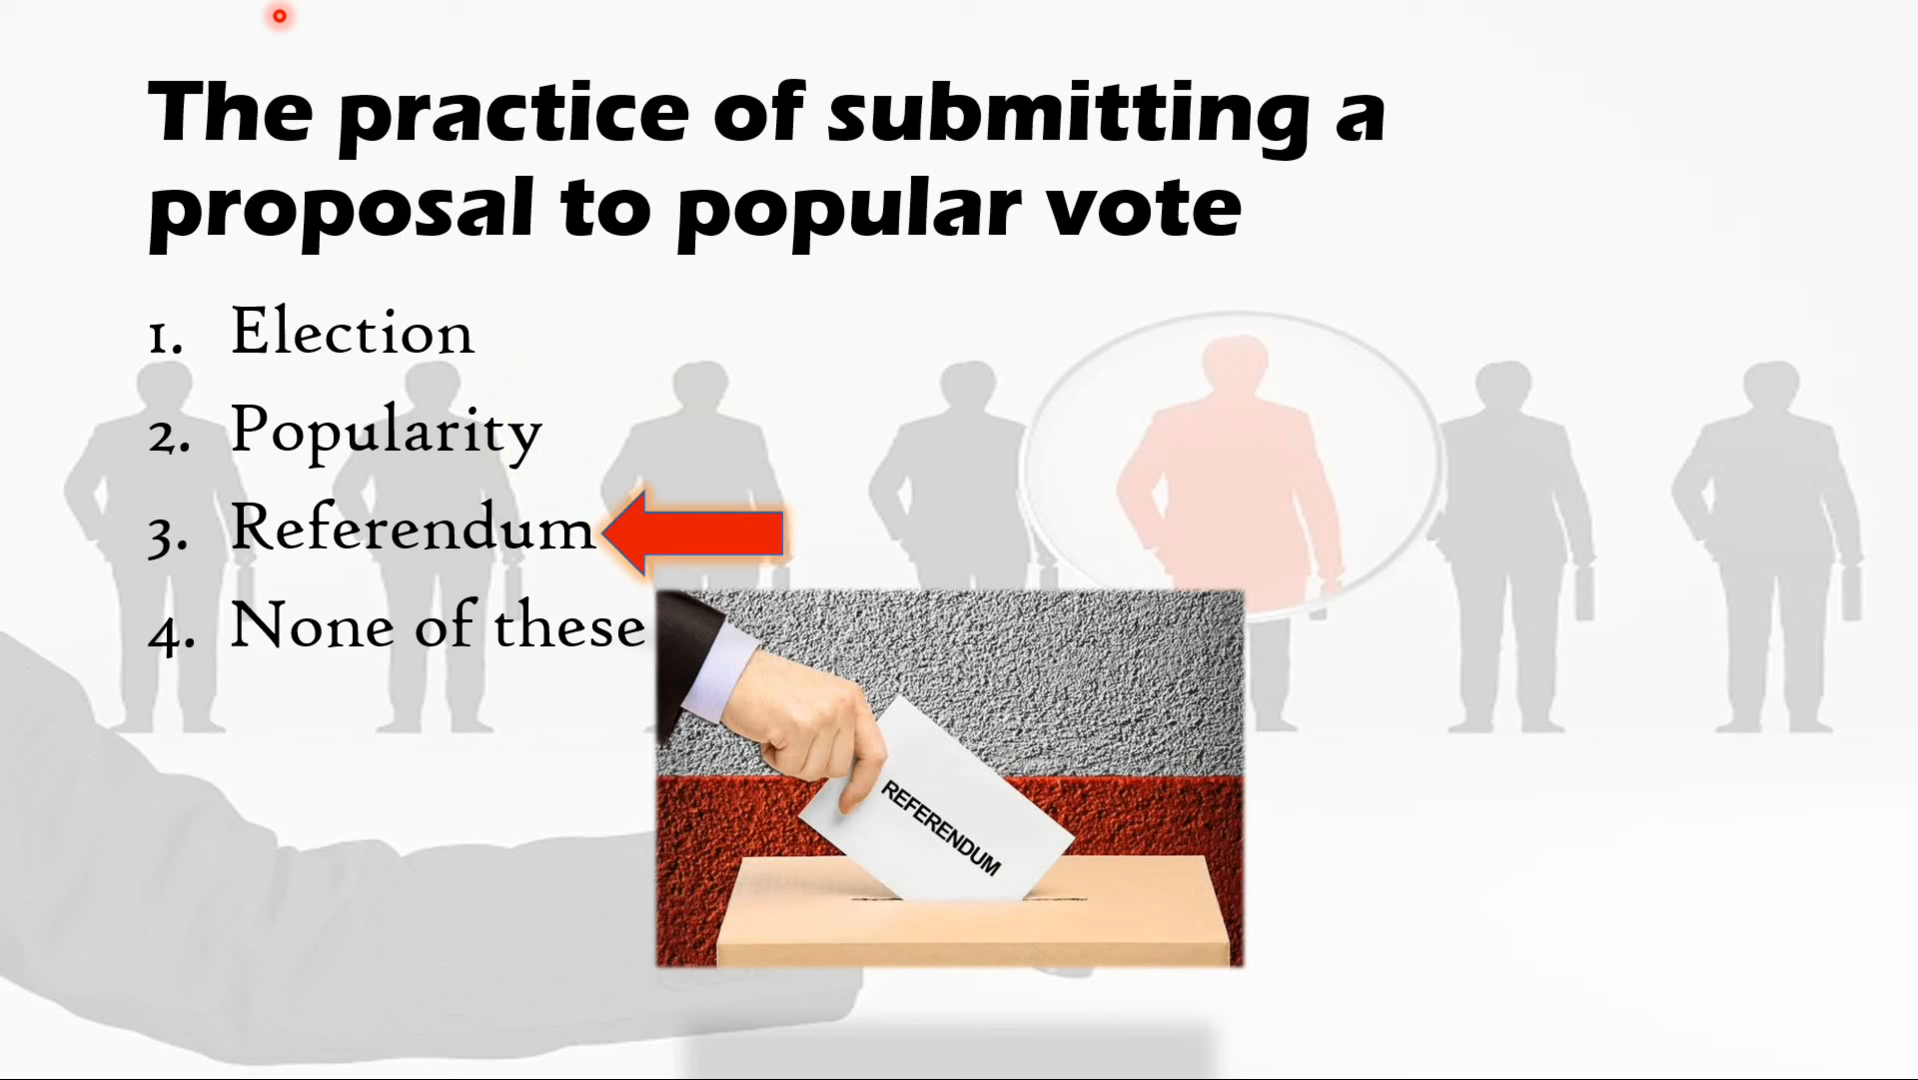 The practice of submitting a
proposal to popular vote
1. Election
2. Popularity
3. Referendum
4. None of these
REFERENDUM